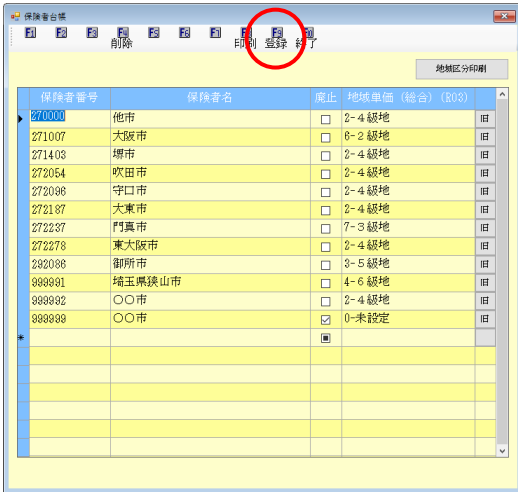 保険者台帳
F1 F2 F3 F4 F5 F6 F7 F8 F9 F10
削除 印刷 登録 終了
地域区分印刷
保険者番号 保険者名 廃止 地域単価 (総合) (R03)
270000 他市 2-4級地 旧
271007 大阪市 6-2級地 旧
271403 堺市 2-4級地 旧
272054 吹田市 2-4級地 旧
272096 守口市 2-4級地 旧
272187 大東市 2-4級地 旧
272237 門真市 7-3級地 旧
272278 東大阪市 2-4級地 旧
292086 御所市 3-5級地 旧
999991 埼玉県狭山市 4-6級地 旧
999992 〇〇市 2-4級地 旧
999999 〇〇市 0-未設定 旧